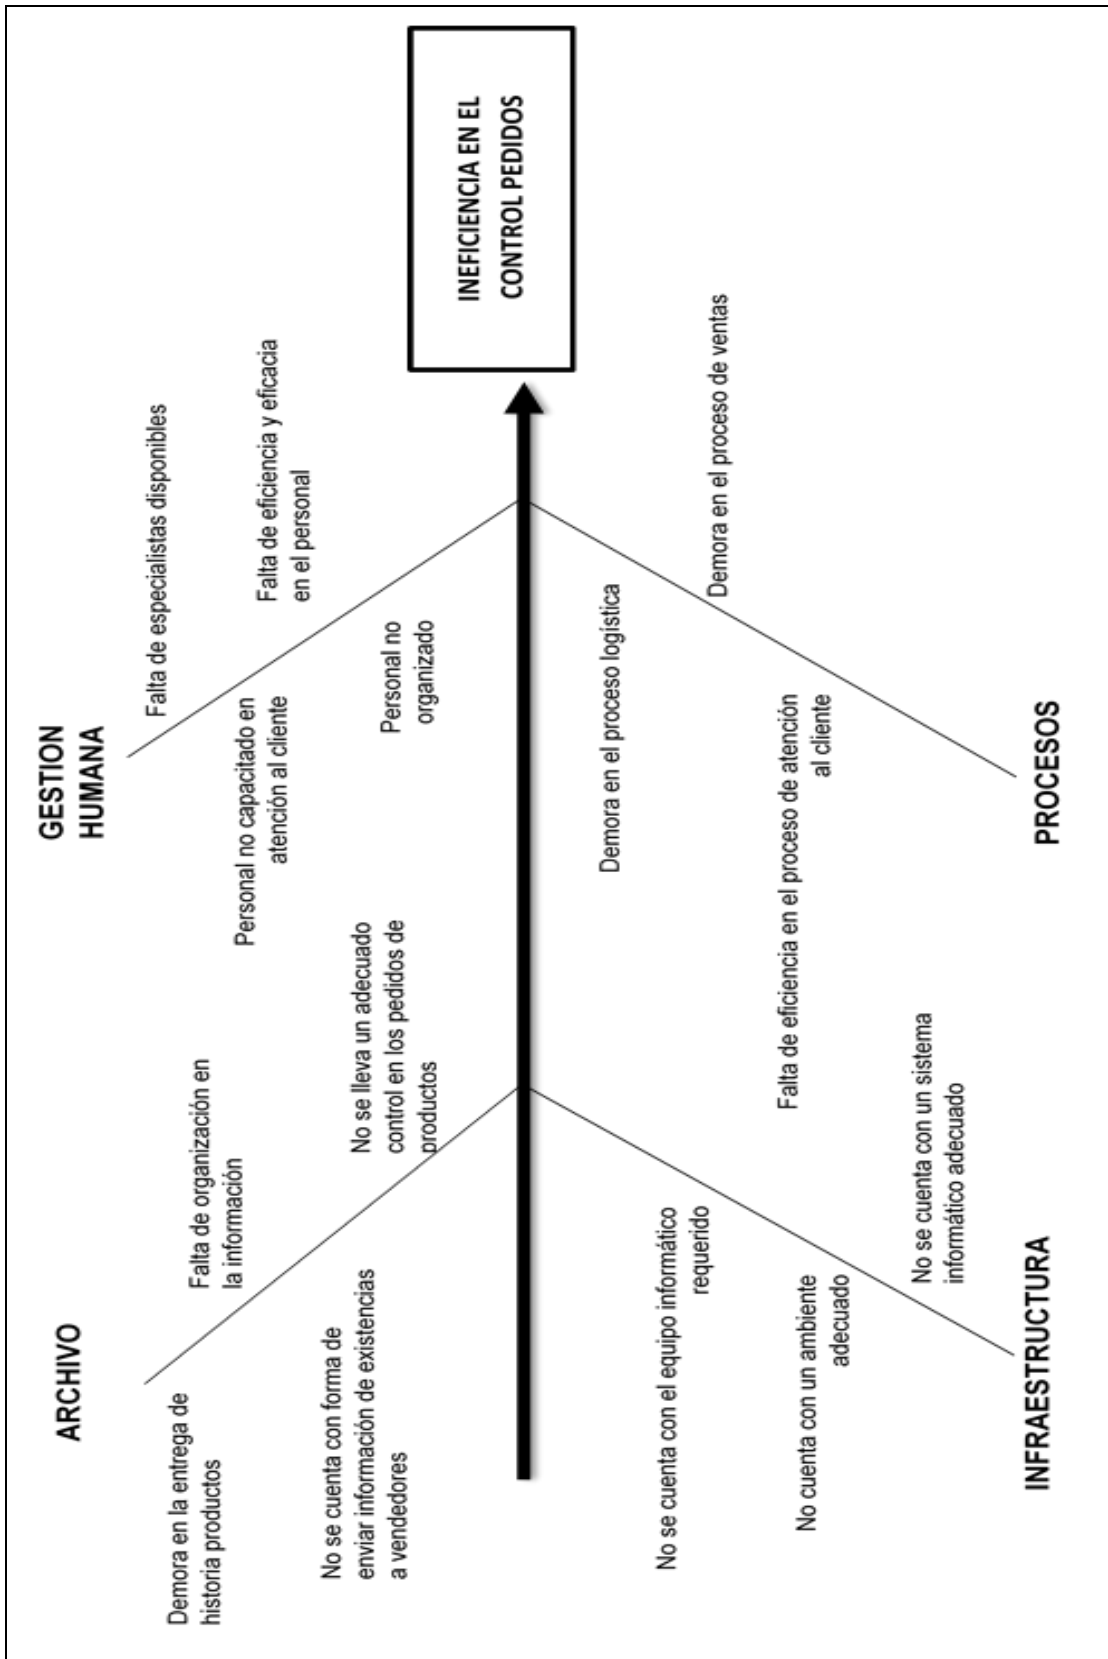 ARCHIVO
Demora en la entrega de
historia productos
Falta de organización en
la información
No se cuenta con forma de
enviar información de existencias
a vendedores
No se lleva un adecuado
control en los pedidos de
productos
GESTION
HUMANA
Falta de especialistas disponibles
Personal no capacitado en
atención al cliente
Falta de eficiencia y eficacia
en el personal
Personal no
organizado
INEFICIENCIA EN EL
CONTROL PEDIDOS
No se cuenta con el equipo informático
requerido
No cuenta con un ambiente
adecuado
No se cuenta con un sistema
informático adecuado
INFRAESTRUCTURA
Demora en el proceso logística
Demora en el proceso de ventas
Falta de eficiencia en el proceso de atención
al cliente
PROCESOS